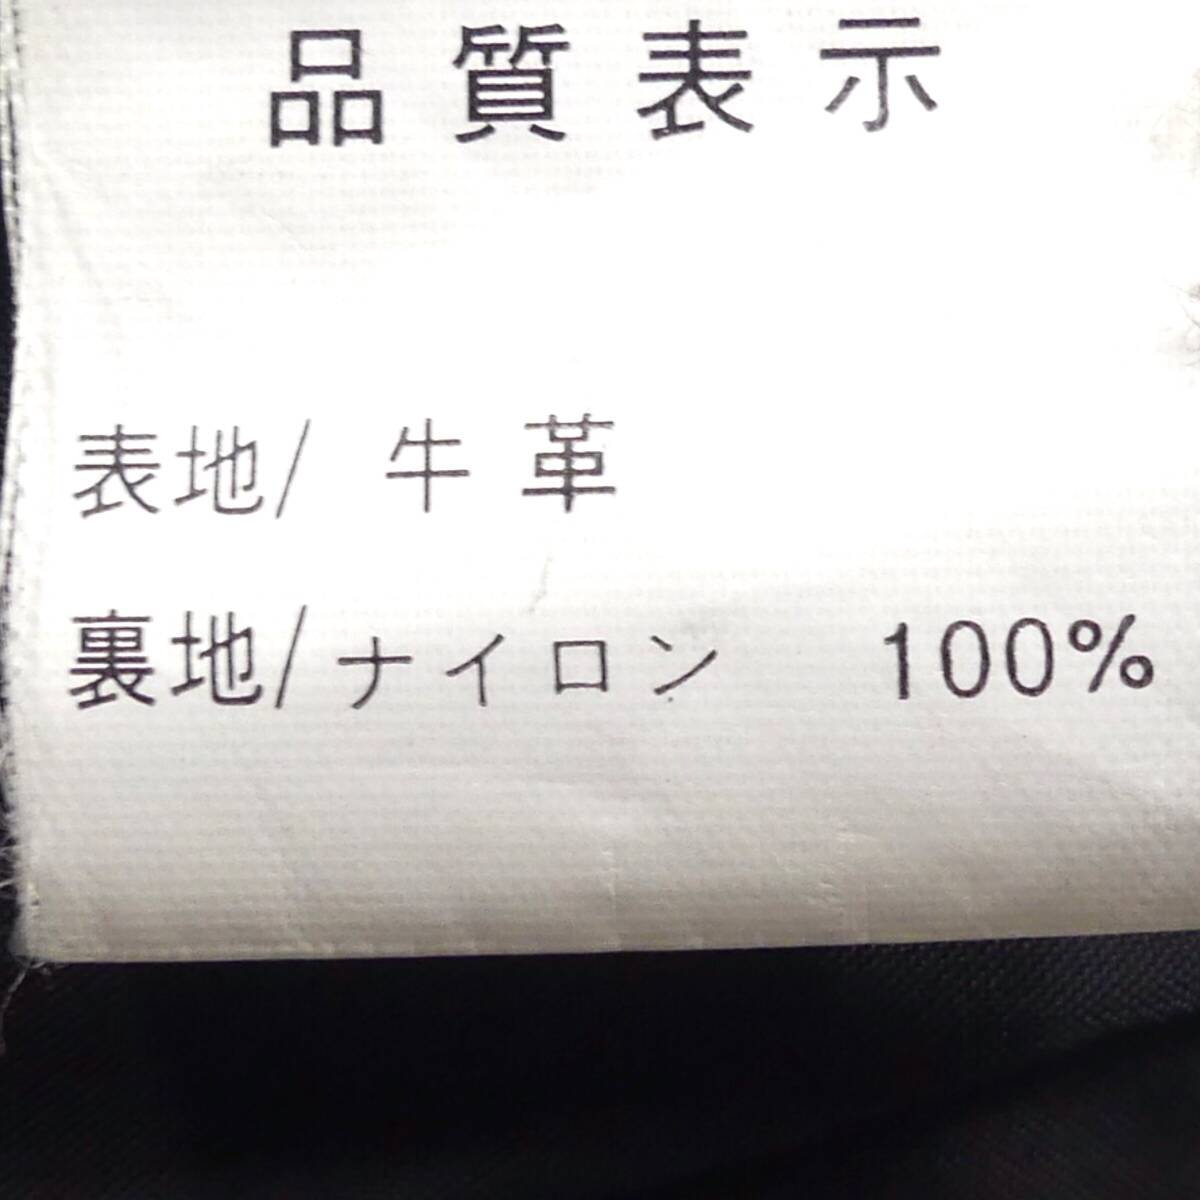 品質表示
表地/ 牛革
裏地/ナイロン 100%